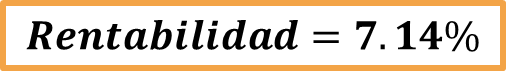 Rentabilidad = 7.14%